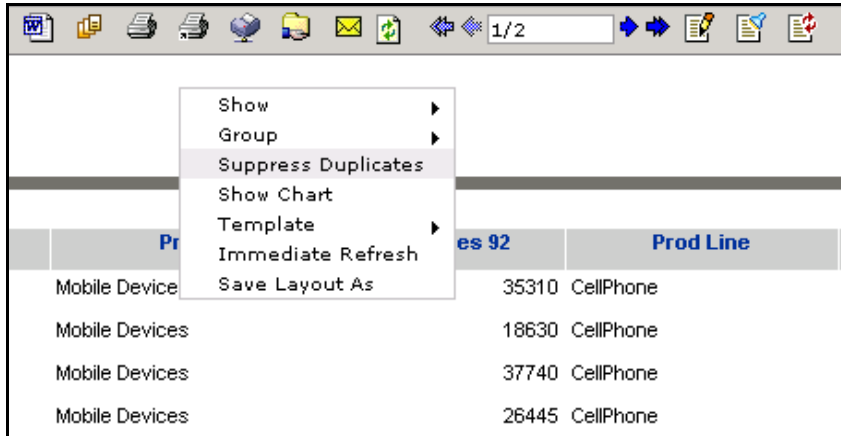 1/2
Show
Group
Suppress Duplicates
Show Chart
Template
Immediate Refresh
Save Layout As
Pr es 92 Prod Line
Mobile Device 35310 CellPhone
Mobile Devices 18630 CellPhone
Mobile Devices 37740 CellPhone
Mobile Devices 26445 CellPhone